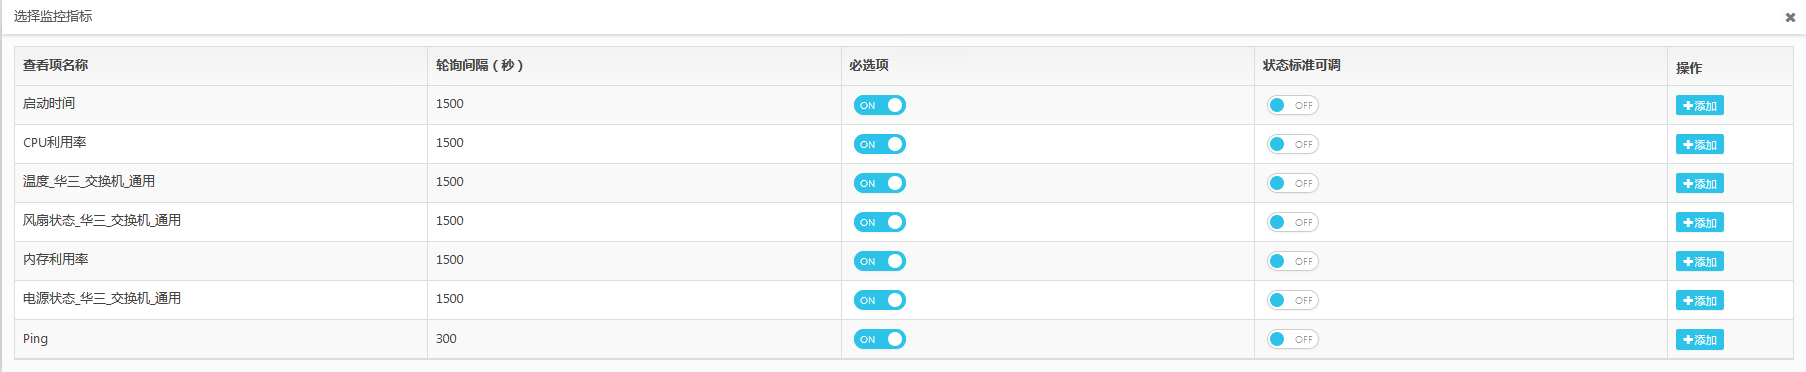 选择监控指标
查看项名称 轮询间隔（秒） 必选项 状态标准可调 操作
启动时间 1500 ON OFF 添加
CPU利用率 1500 ON OFF 添加
温度_华三_交换机_通用 1500 ON OFF 添加
风扇状态_华三_交换机_通用 1500 ON OFF 添加
内存利用率 1500 ON OFF 添加
电源状态_华三_交换机_通用 1500 ON OFF 添加
Ping 300 ON OFF 添加